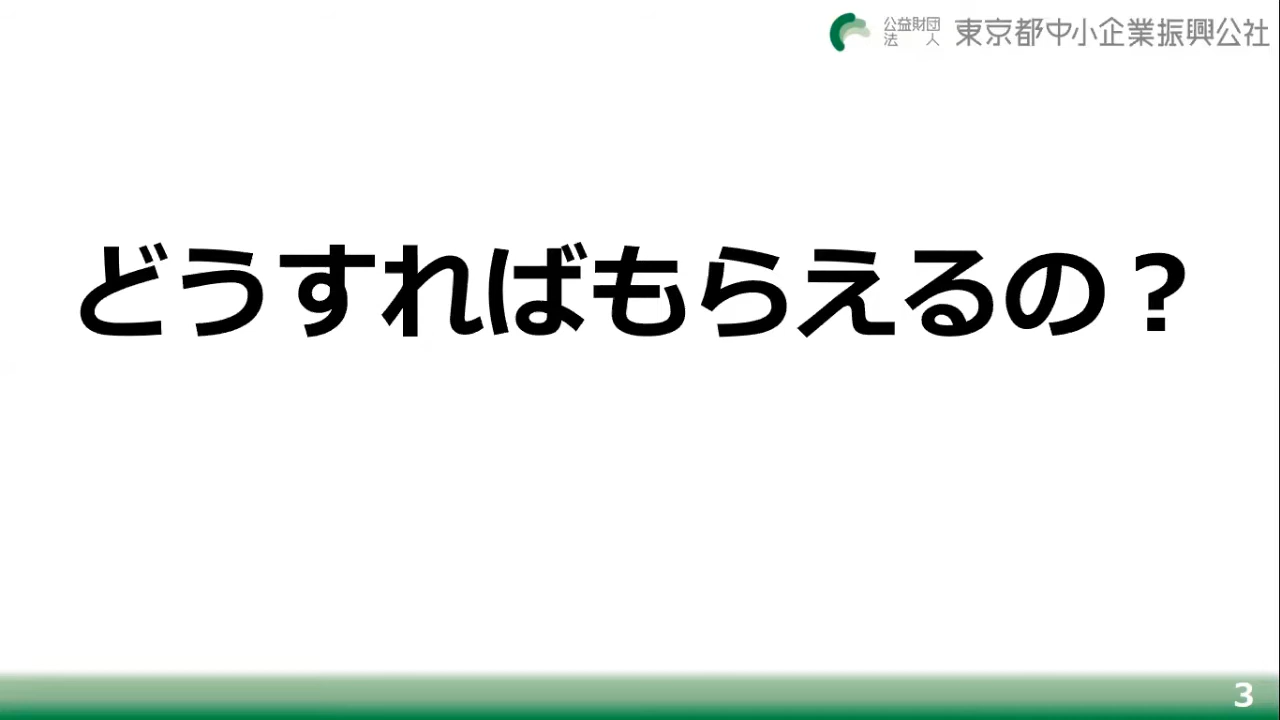 公益財団
法人
東京都中小企業振興公社
どうすればもらえるの？
3